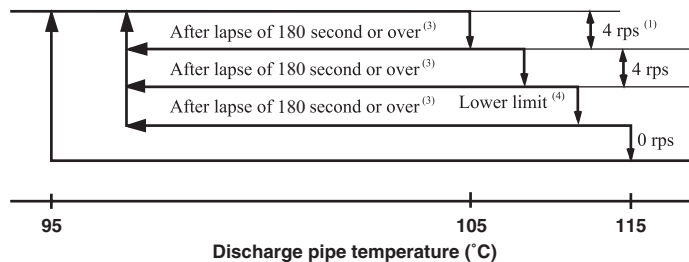 After lapse of 180 second or over (3)
4 rps (1)
After lapse of 180 second or over (3)
4 rps
After lapse of 180 second or over (3)
Lower limit (4)
0 rps
95
105
115
Discharge pipe temperature (˚C)